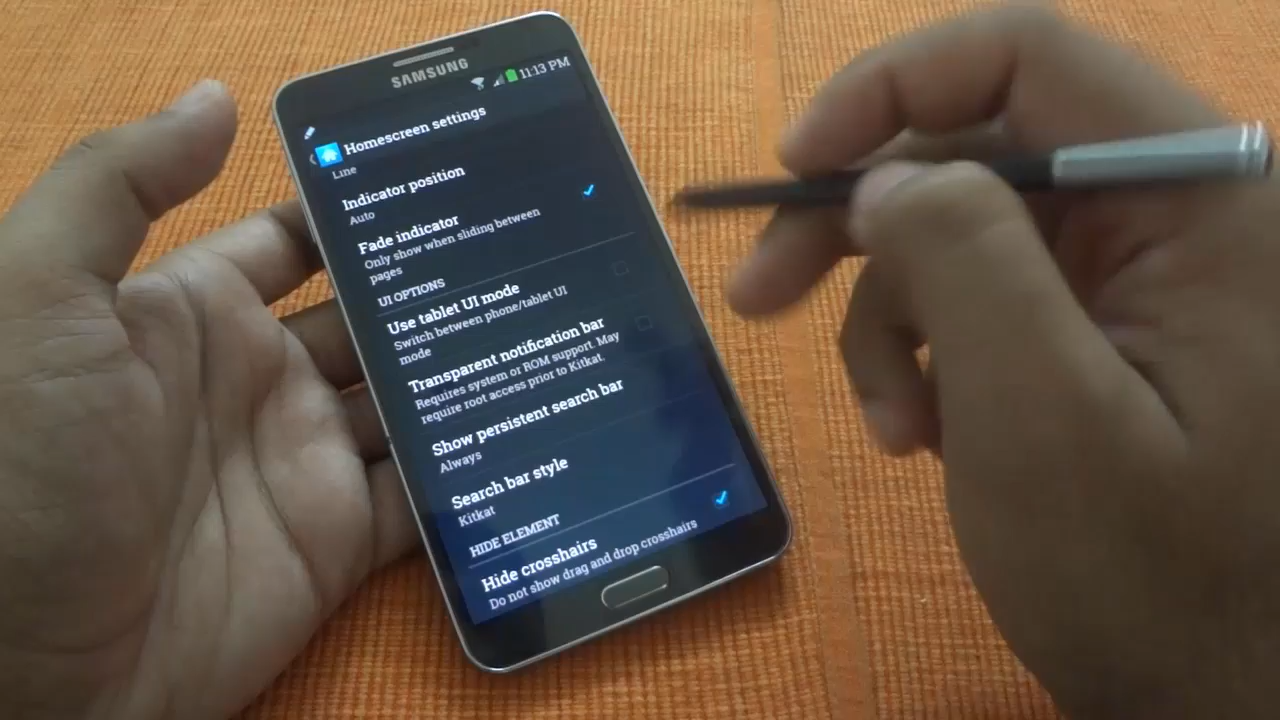 SAMSUNG
11:13 PM
Homescreen settings
Line
Indicator position
Auto
Fade indicator
Only show when sliding between
pages
UI OPTIONS
Use tablet UI mode
Switch between phone/tablet UI
mode
Transparent notification bar
Requires system or ROM support. May
require root access prior to Kitkat.
Show persistent search bar
Always
Search bar style
Kitkat
HIDE ELEMENT
Hide crosshairs
Do not show drag and drop crosshairs